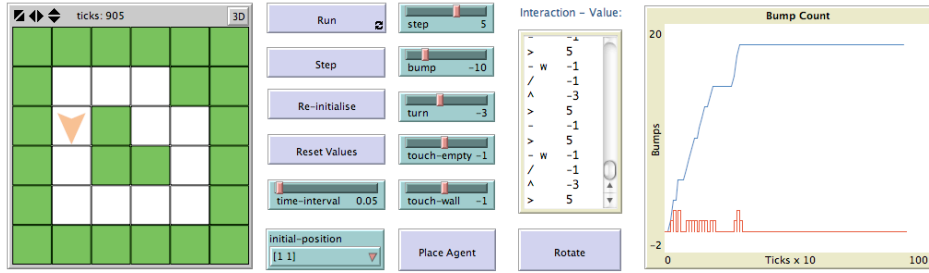 ticks: 905
3D
Run
Step
Re-initialise
Reset Values
time-interval 0.05
initial-position
[1 1]
step 5
bump -10
turn -3
touch-empty -1
touch-wall -1
Place Agent
Interaction - Value:
- -1
> 5
- w -1
/ -1
^ -3
> 5
- -1
> 5
- w -1
/ -1
^ -3
> 5
Rotate
Bump Count
20
Bumps
-2
0
Ticks x 10
100